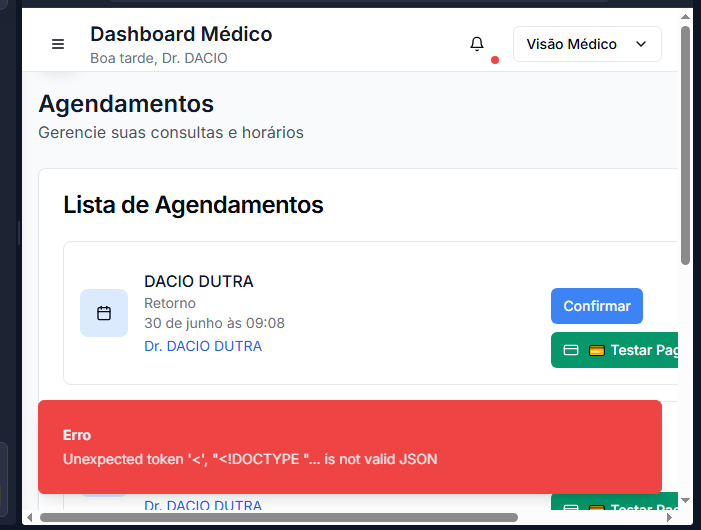 Dashboard Médico
Boa tarde, Dr. DACIO
Visão Médico
Agendamentos
Gerencie suas consultas e horários
Lista de Agendamentos
DACIO DUTRA
Retorno
30 de junho às 09:08
Dr. DACIO DUTRA
Confirmar
💳 Testar Pag
Erro
Unexpected token '<', "<!DOCTYPE "... is not valid JSON
Dr. DACIO DUTRA
Testar Pag